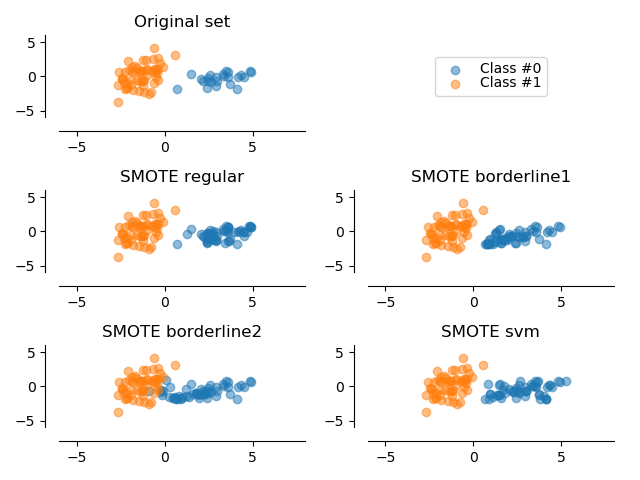 Original set
5
0
−5
−5 0 5
Class #0
Class #1
SMOTE regular
5
0
−5
−5 0 5
SMOTE borderline1
5
0
−5
−5 0 5
SMOTE borderline2
5
0
−5
−5 0 5
SMOTE svm
5
0
−5
−5 0 5